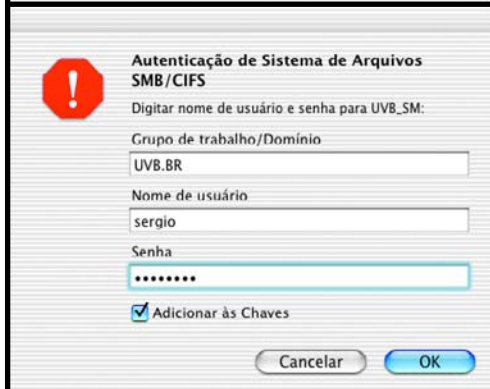 Autenticação de Sistema de Arquivos
SMB/CIFS
Digitar nome de usuário e senha para UVB_SM:
Grupo de trabalho/Domínio
UVB.BR
Nome de usuário
sergio
Senha
••••••••
Adicionar às Chaves
Cancelar
OK